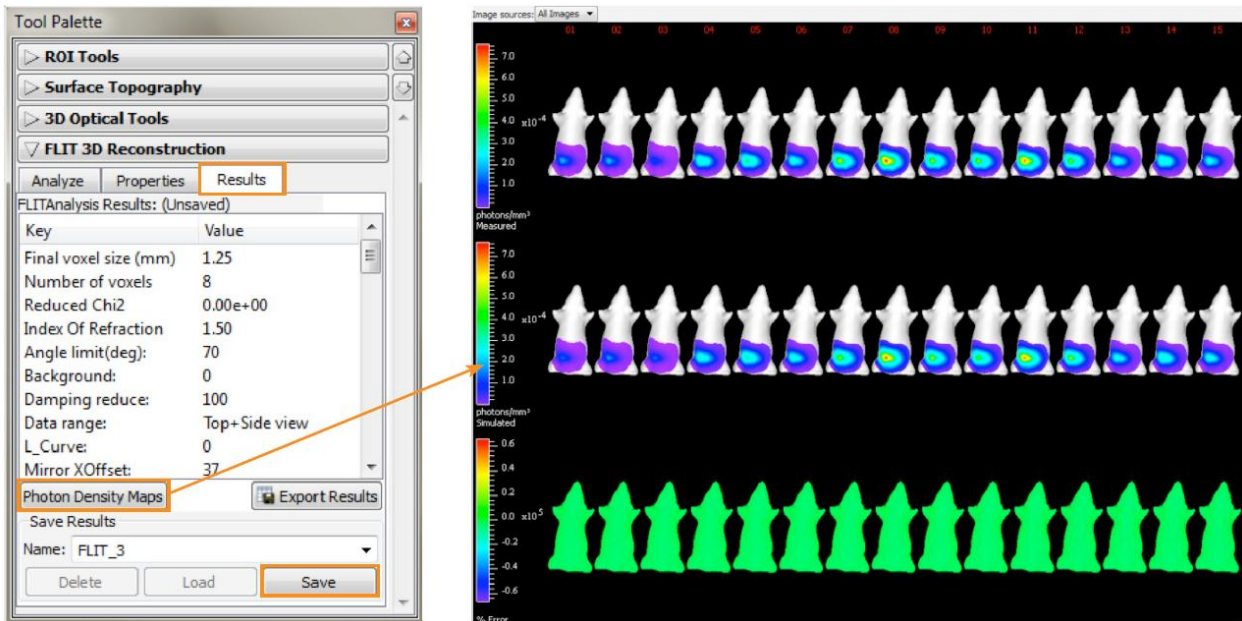 Tool Palette
ROI Tools
Surface Topography
3D Optical Tools
FLIT 3D Reconstruction
Analyze Properties Results
FLITAnalysis Results: (Unsaved)
Key Value
Final voxel size (mm) 1.25
Number of voxels 8
Reduced Chi2 0.00e+00
Index Of Refraction 1.50
Angle limit(deg): 70
Background: 0
Damping reduce: 100
Data range: Top+Side view
L_Curve: 0
Mirror XOffset: 37
Photon Density Maps Export Results
Save Results
Name: FLIT_3
Delete Load Save
Image sources: All Images
01 02 03 04 05 06 07 08 09 10 11 12 13 14 15
7.0
6.0
5.0
4.0 x10-4
3.0
2.0
1.0
photons/mm³
Measured
7.0
6.0
5.0
4.0 x10-4
3.0
2.0
1.0
photons/mm³
Simulated
0.6
0.4
0.2
0.0 x10 5
-0.2
-0.4
-0.6
% Error